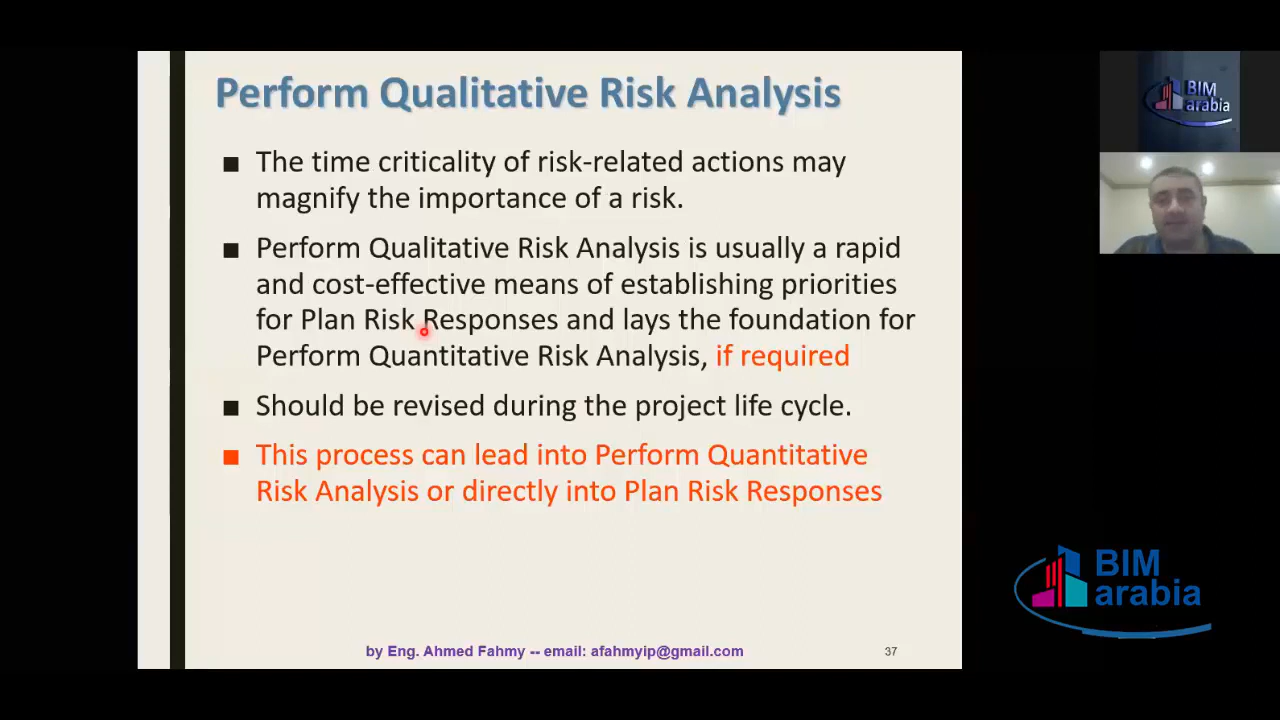 Perform Qualitative Risk Analysis
■ The time criticality of risk-related actions may
magnify the importance of a risk.
■ Perform Qualitative Risk Analysis is usually a rapid
and cost-effective means of establishing priorities
for Plan Risk Responses and lays the foundation for
Perform Quantitative Risk Analysis, if required
■ Should be revised during the project life cycle.
■ This process can lead into Perform Quantitative
Risk Analysis or directly into Plan Risk Responses
by Eng. Ahmed Fahmy -- email: afahmyip@gmail.com
37
BIM
arabia
BIM
arabia